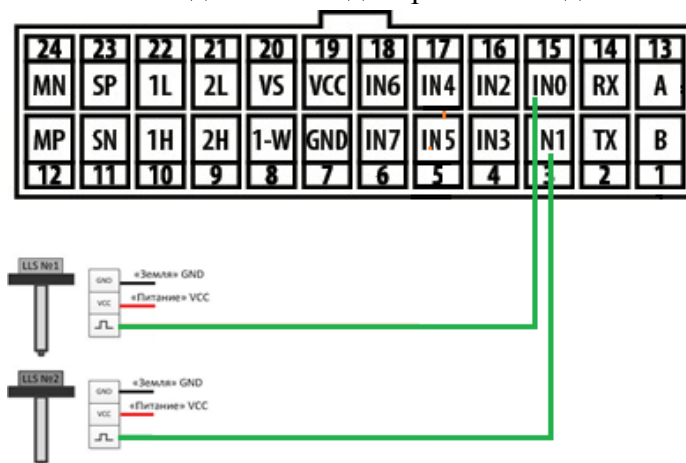 24 23 22 21 20 19 18 17 16 15 14 13
MN SP 1L 2L VS VCC IN6 IN4 IN2 IN0 RX A
MP SN 1H 2H 1-W GND IN7 IN5 IN3 IN1 TX B
12 11 10 9 8 7 6 5 4 3 2 1
LLS №1
GND «Земля» GND
VCC «Питание» VCC
LLS №2
GND «Земля» GND
VCC «Питание» VCC